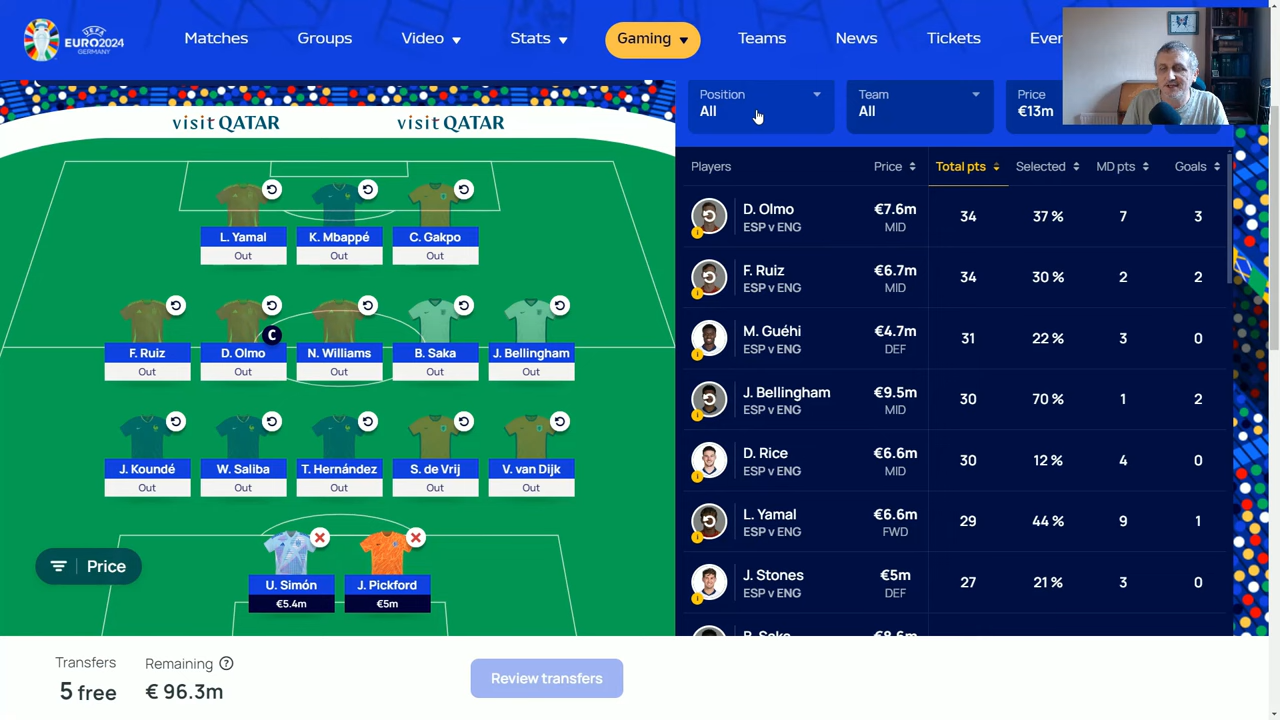 UEFA
EURO2024
GERMANY
Matches
Groups
Video
Stats
Gaming
Teams
News
Tickets
visit QATAR
visit QATAR
L. Yamal
Out
K. Mbappé
Out
C. Gakpo
Out
F. Ruiz
Out
C
D. Olmo
Out
N. Williams
Out
B. Saka
Out
J. Bellingham
Out
J. Koundé
Out
W. Saliba
Out
T. Hernández
Out
S. de Vrij
Out
V. van Dijk
Out
U. Simón
€5.4m
J. Pickford
€5m
Price
Position
All
Team
All
Price
€13m
Players Price Total pts Selected MD pts Goals
D. Olmo €7.6m 34 37 % 7 3
ESP v ENG MID
F. Ruiz €6.7m 34 30 % 2 2
ESP v ENG MID
M. Guéhi €4.7m 31 22 % 3 0
ESP v ENG DEF
J. Bellingham €9.5m 30 70 % 1 2
ESP v ENG MID
D. Rice €6.6m 30 12 % 4 0
ESP v ENG MID
L. Yamal €6.6m 29 44 % 9 1
ESP v ENG FWD
J. Stones €5m 27 21 % 3 0
ESP v ENG DEF
B. Saka €8.6m
Transfers
5 free
Remaining ?
€ 96.3m
Review transfers